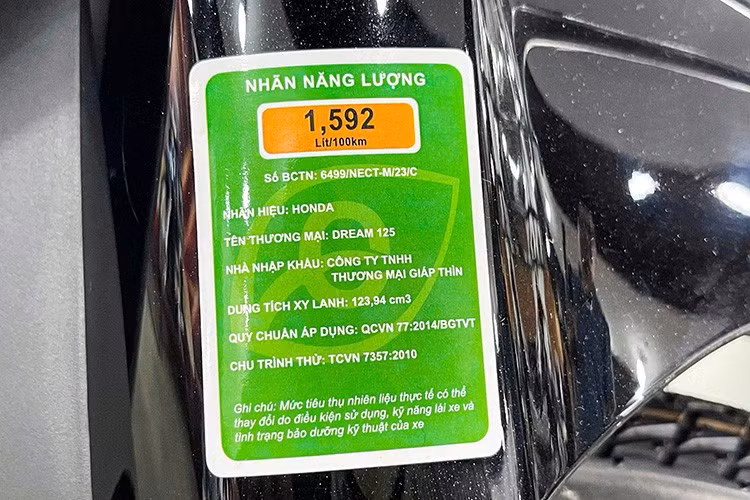 NHÃN NĂNG LƯỢNG
1,592
Lít/100km
Số BCTN: 6499/NECT-M/23/C
NHÃN HIỆU: HONDA
TÊN THƯƠNG MẠI: DREAM 125
NHÀ NHẬP KHẨU: CÔNG TY TNHH
THƯƠNG MẠI GIÁP THÌN
DUNG TÍCH XY LANH: 123,94 cm3
QUY CHUẨN ÁP DỤNG: QCVN 77:2014/BGTVT
CHU TRÌNH THỬ: TCVN 7357:2010
Ghi chú: Mức tiêu thụ nhiên liệu thực tế có thể
thay đổi do điều kiện sử dụng, kỹ năng lái xe và
tình trạng bảo dưỡng kỹ thuật của xe